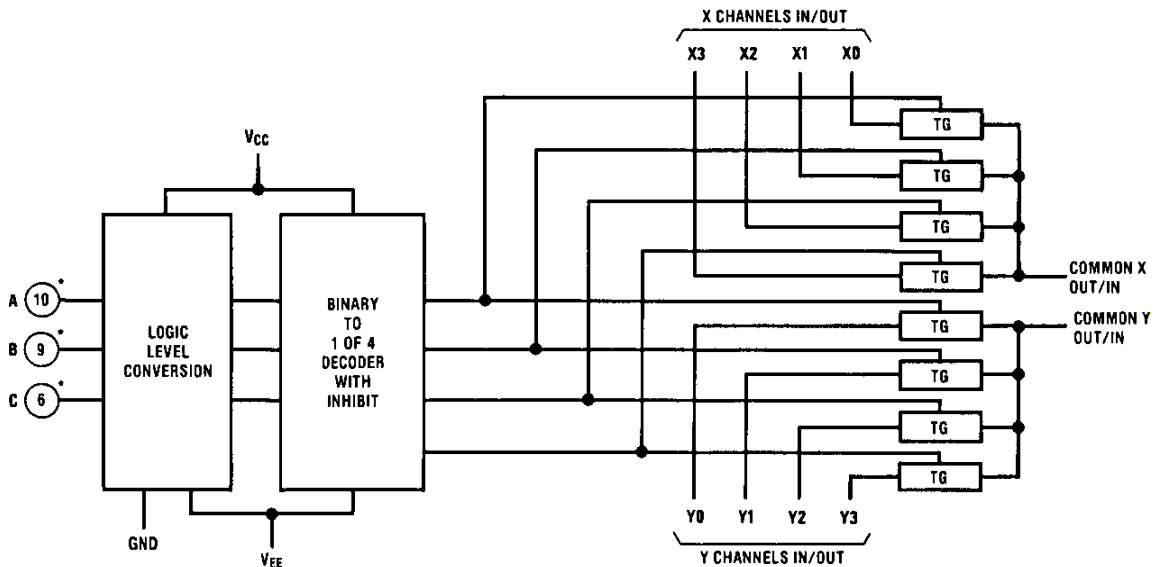 X CHANNELS IN/OUT
X3 X2 X1 X0
TG
TG
TG
TG
COMMON X
OUT/IN
VCC
A 10 *
B 9 *
C 6 *
LOGIC
LEVEL
CONVERSION
BINARY
TO
1 OF 4
DECODER
WITH
INHIBIT
TG
COMMON Y
OUT/IN
TG
TG
TG
GND
VEE
Y0 Y1 Y2 Y3
Y CHANNELS IN/OUT